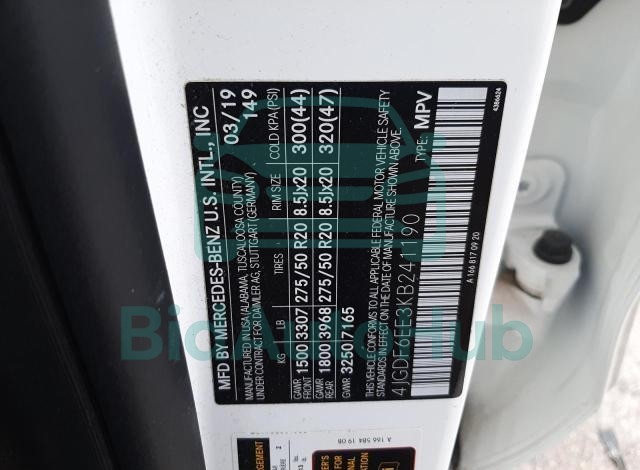 MFD BY MERCEDES-BENZ U.S. INTL., INC
MANUFACTURED IN USA (ALABAMA, TUSCALOOSA COUNTY) 03/19
UNDER CONTRACT FOR DAIMLER AG, STUTTGART (GERMANY) 149
KG LB TIRES RIM SIZE COLD KPA (PSI)
GAWR FRONT 1500 3307 275/50 R20 8.5Jx20 300(44)
GAWR REAR 1800 3968 275/50 R20 8.5Jx20 320(47)
GVWR 3250 7165
THIS VEHICLE CONFORMS TO ALL APPLICABLE FEDERAL MOTOR VEHICLE SAFETY
STANDARDS IN EFFECT ON THE DATE OF MANUFACTURE SHOWN ABOVE.
4JGDF6EE3KB241190 TYPE: MPV
A 166 817 09 20
4386624
A 166 584 19 08
BidAutoHub